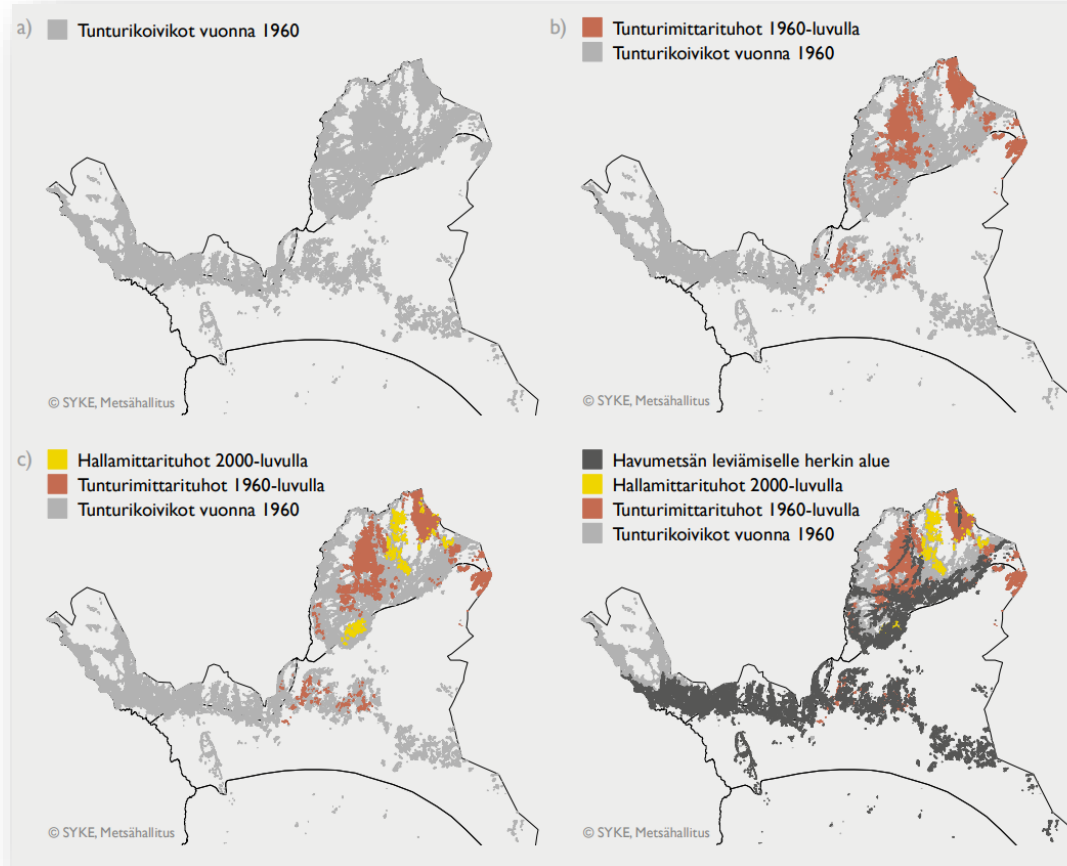 a)
Tunturikoivikot vuonna 1960
© SYKE, Metsähallitus
b)
Tunturimittarituhot 1960-luvulla
Tunturikoivikot vuonna 1960
© SYKE, Metsähallitus
c)
Hallamittarituhot 2000-luvulla
Tunturimittarituhot 1960-luvulla
Tunturikoivikot vuonna 1960
© SYKE, Metsähallitus
Havumetsän leviämiselle herkin alue
Hallamittarituhot 2000-luvulla
Tunturimittarituhot 1960-luvulla
Tunturikoivikot vuonna 1960
© SYKE, Metsähallitus